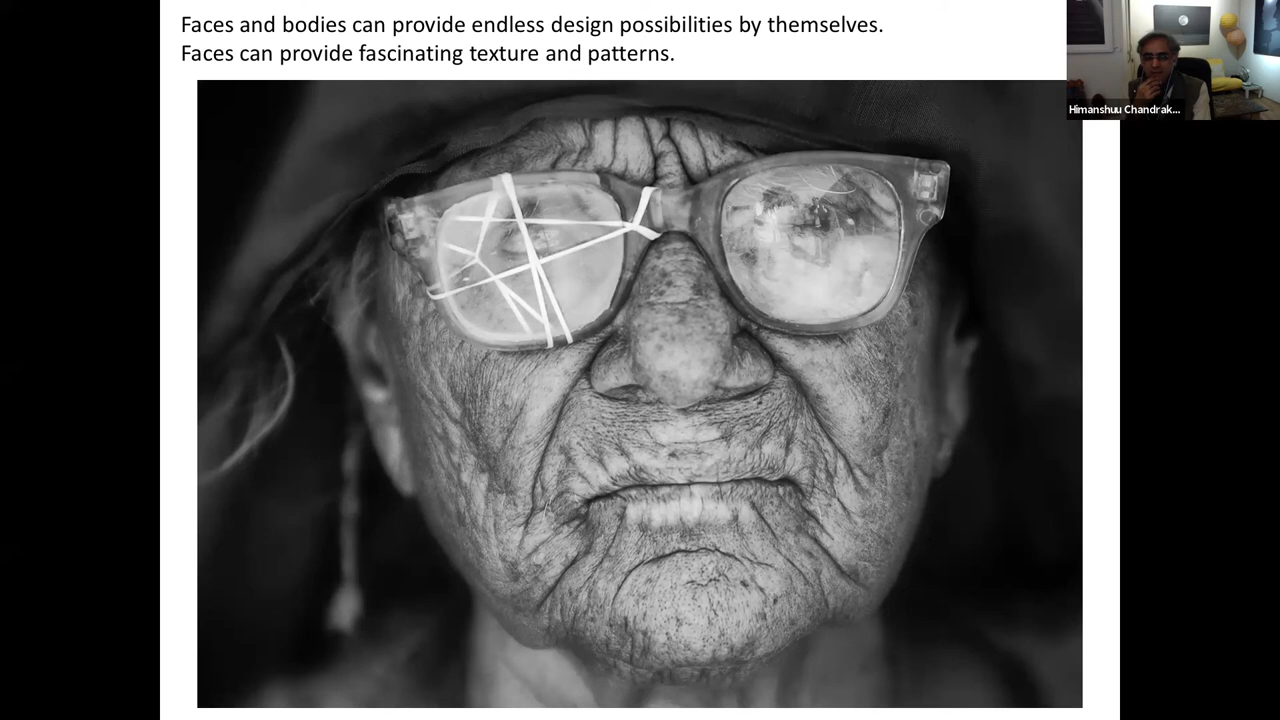 Faces and bodies can provide endless design possibilities by themselves.
Faces can provide fascinating texture and patterns.
Himanshuu Chandrak...